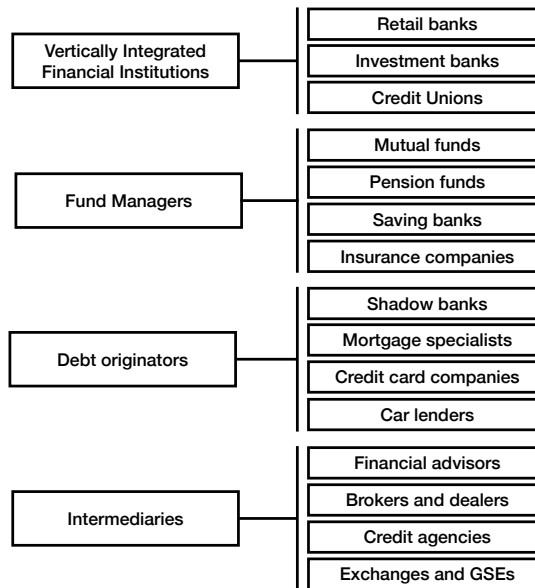 Vertically Integrated
Financial Institutions
Retail banks
Investment banks
Credit Unions
Fund Managers
Mutual funds
Pension funds
Saving banks
Insurance companies
Debt originators
Shadow banks
Mortgage specialists
Credit card companies
Car lenders
Intermediaries
Financial advisors
Brokers and dealers
Credit agencies
Exchanges and GSEs